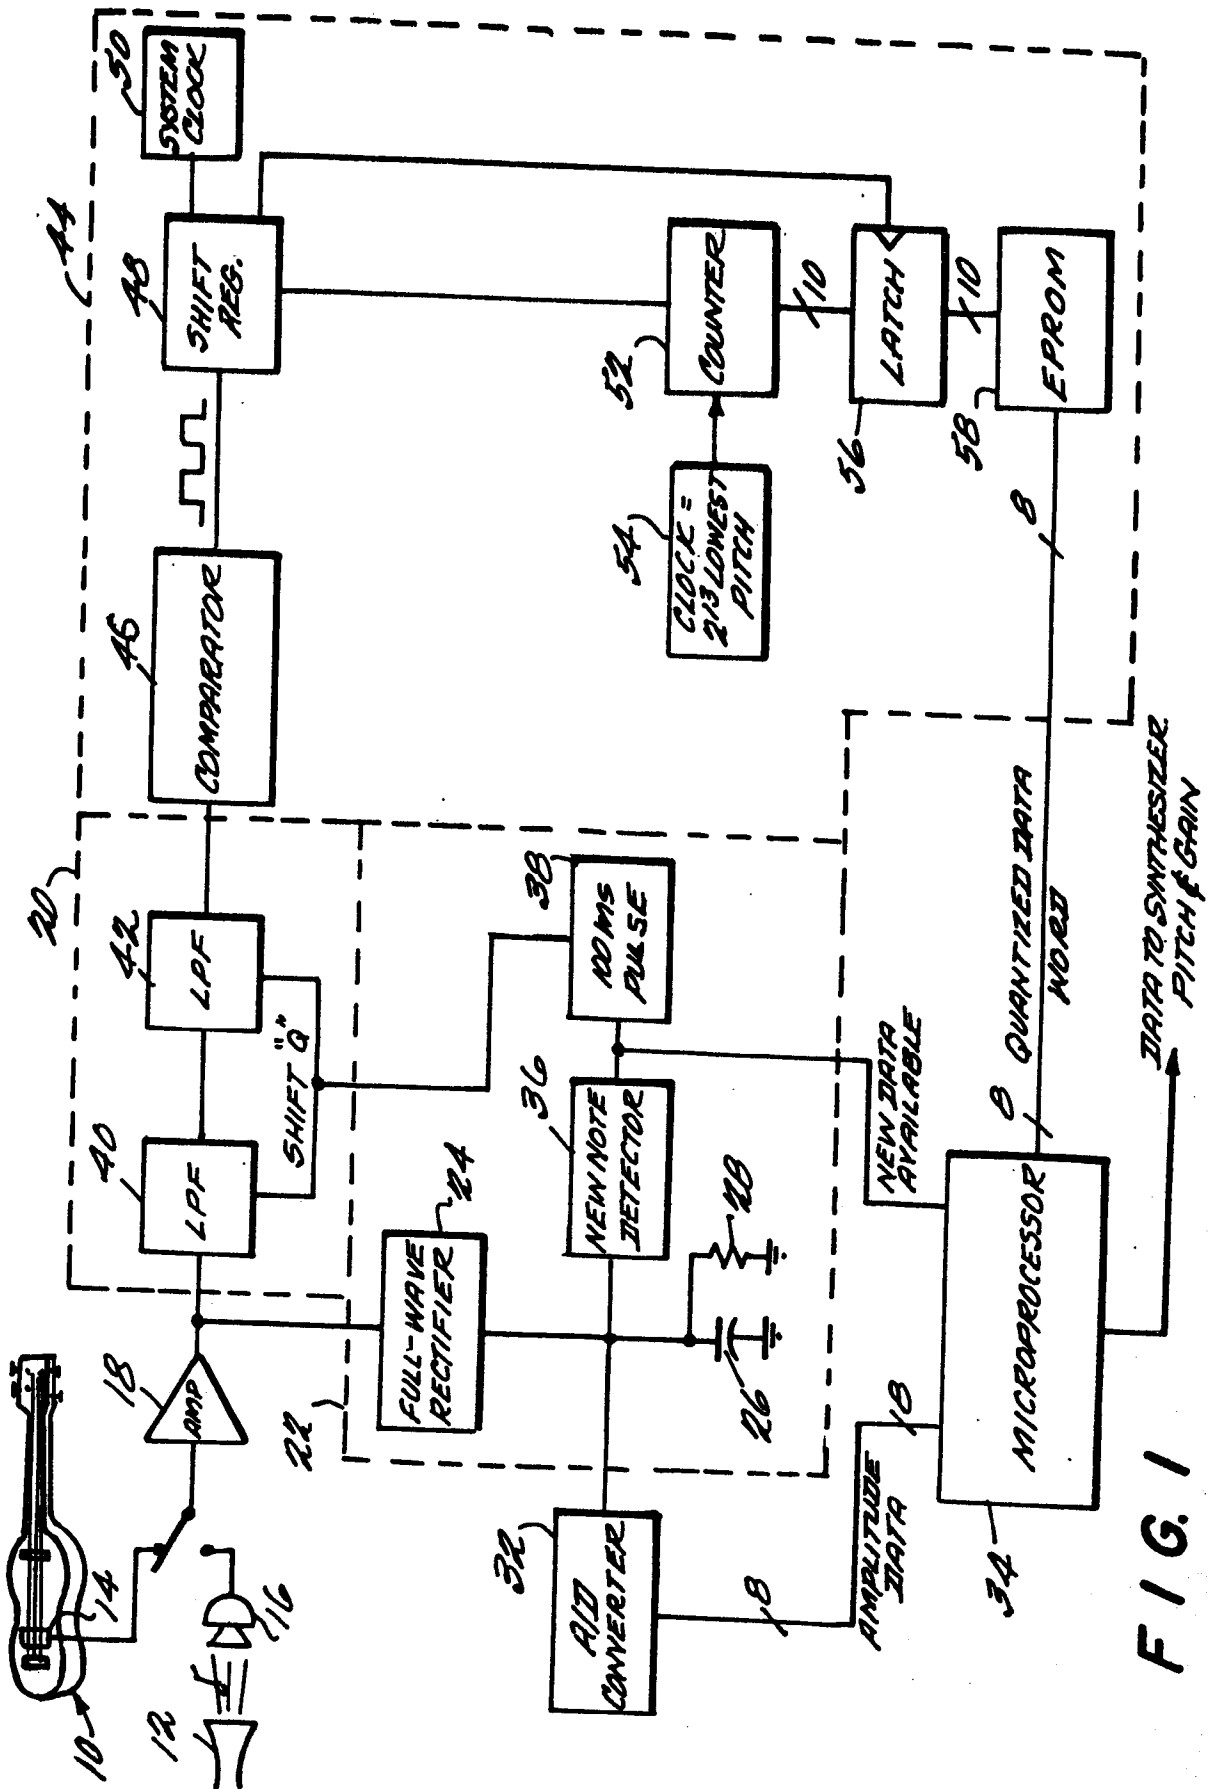 10
14
12
16
18
AMP
20
40
LPF
42
LPF
SHIFT "Q"
44
46
COMPARATOR
48
SHIFT
REG.
50
SYSTEM
CLOCK
22
24
FULL-WAVE
RECTIFIER
36
NEW NOTE
DETECTOR
38
100 MS
PULSE
28
26
54
CLOCK =
213 LOWEST
PITCH
52
COUNTER
10
56
LATCH
10
58
EPROM
8
32
A/D
CONVERTER
8
AMPLITUDE
DATA
8
NEW DATA
AVAILABLE
34
MICROPROCESSOR
8
QUANTIZED DATA
WORD
DATA TO SYNTHESIZER
PITCH & GAIN
FIG. 1